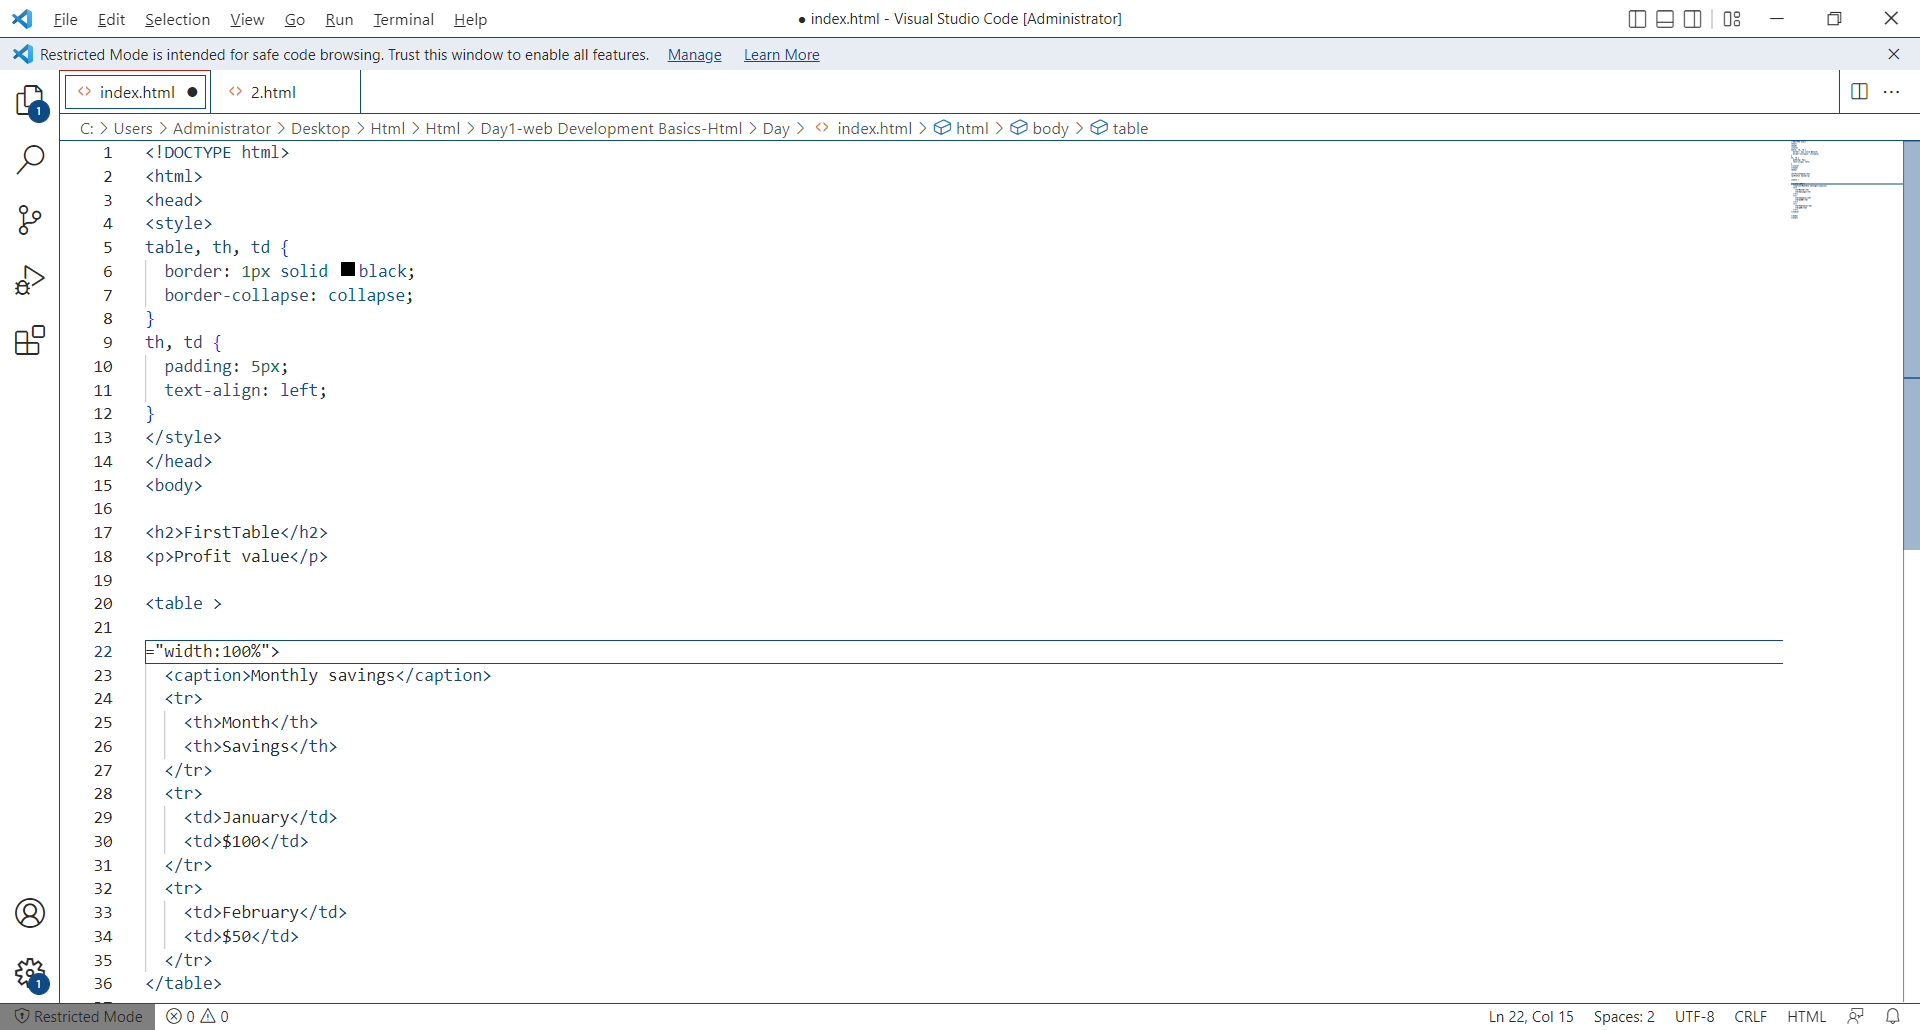 File Edit Selection View Go Run Terminal Help ● index.html - Visual Studio Code [Administrator]
Restricted Mode is intended for safe code browsing. Trust this window to enable all features. Manage Learn More
index.html 2.html
C: > Users > Administrator > Desktop > Html > Html > Day1-web Development Basics-Html > Day > index.html > html > body > table
1 <!DOCTYPE html>
2 <html>
3 <head>
4 <style>
5 table, th, td {
6 border: 1px solid black;
7 border-collapse: collapse;
8 }
9 th, td {
10 padding: 5px;
11 text-align: left;
12 }
13 </style>
14 </head>
15 <body>
16
17 <h2>FirstTable</h2>
18 <p>Profit value</p>
19
20 <table >
21
22 ="width:100%">
23 <caption>Monthly savings</caption>
24 <tr>
25 <th>Month</th>
26 <th>Savings</th>
27 </tr>
28 <tr>
29 <td>January</td>
30 <td>$100</td>
31 </tr>
32 <tr>
33 <td>February</td>
34 <td>$50</td>
35 </tr>
36 </table>
1
1
Restricted Mode 0 0 Ln 22, Col 15 Spaces: 2 UTF-8 CRLF HTML